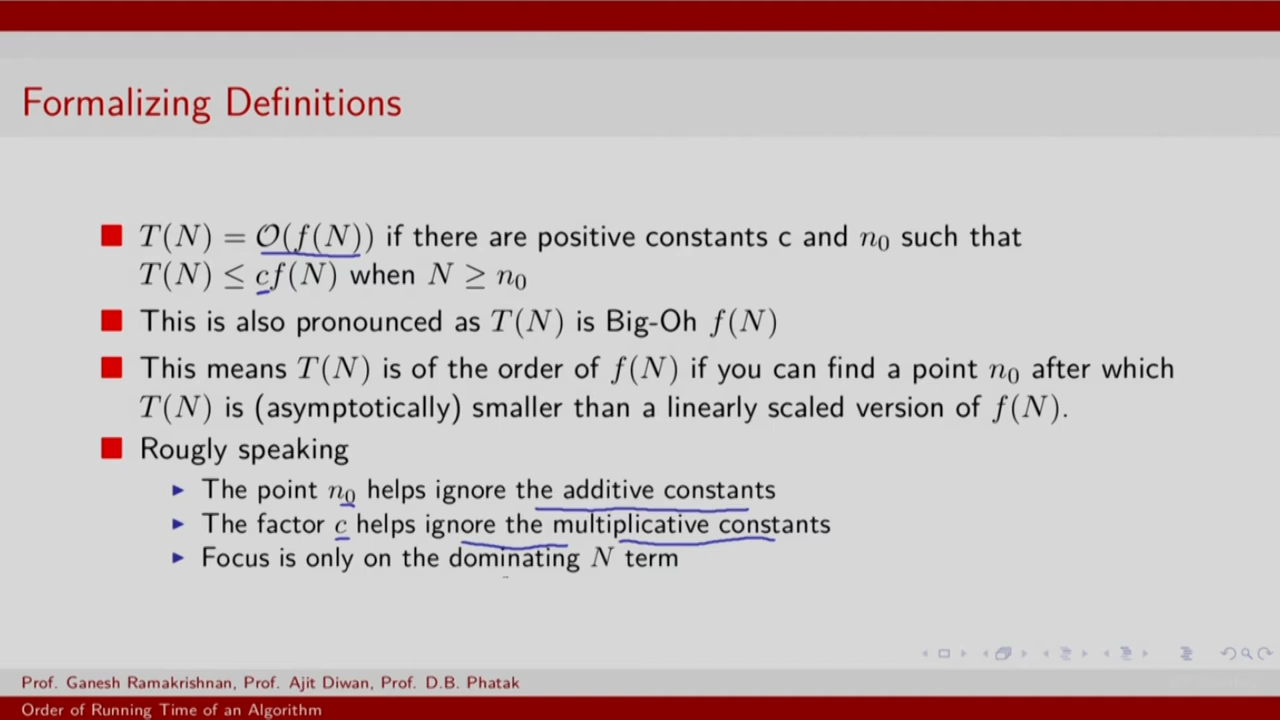 Formalizing Definitions
T(N) = O(f(N)) if there are positive constants c and n₀ such that
T(N) ≤ cf(N) when N ≥ n₀
This is also pronounced as T(N) is Big-Oh f(N)
This means T(N) is of the order of f(N) if you can find a point n₀ after which
T(N) is (asymptotically) smaller than a linearly scaled version of f(N).
Rougly speaking
The point n₀ helps ignore the additive constants
The factor c helps ignore the multiplicative constants
Focus is only on the dominating N term
Prof. Ganesh Ramakrishnan, Prof. Ajit Diwan, Prof. D.B. Phatak
Order of Running Time of an Algorithm